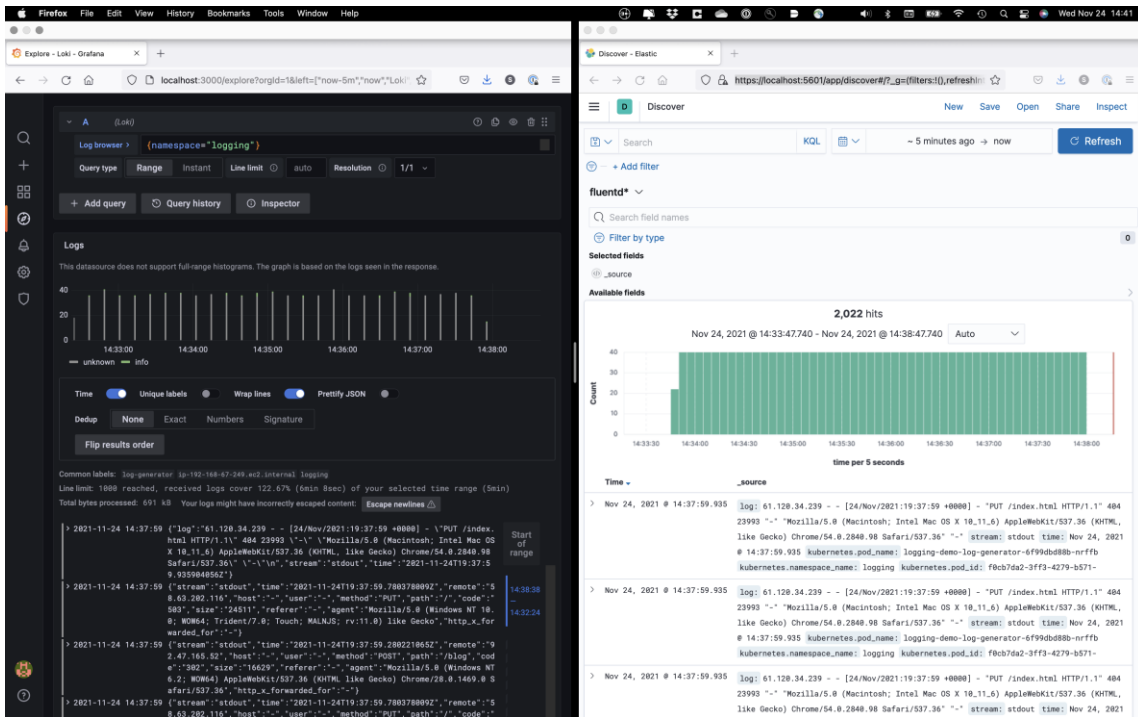 Firefox File Edit View History Bookmarks Tools Window Help
Wed Nov 24 14:41
Explore - Loki - Grafana
localhost:3000/explore?orgId=1&left=["now-5m","now","Loki"
A (Loki)
Log browser > {namespace="logging"}
Query type Range Instant Line limit auto Resolution 1/1
+ Add query Query history Inspector
Logs
This datasource does not support full-range histograms. The graph is based on the logs seen in the response.
40
20
0
14:33:00 14:34:00 14:35:00 14:36:00 14:37:00 14:38:00
unknown info
Time Unique labels Wrap lines Prettify JSON
Dedup None Exact Numbers Signature
Flip results order
Common labels: log-generator ip-192-168-67-249.ec2.internal logging
Line limit: 1000 reached, received logs cover 122.67% (6min 8sec) of your selected time range (5min)
Total bytes processed: 691 kB Your logs might have incorrectly escaped content: Escape newlines
> 2021-11-24 14:37:59 {"log":"61.120.34.239 - - [24/Nov/2021:19:37:59 +0000] - \"PUT /index.
html HTTP/1.1\" 404 23993 \"-\" \"Mozilla/5.0 (Macintosh; Intel Mac OS
X 10_11_6) AppleWebKit/537.36 (KHTML, like Gecko) Chrome/54.0.2840.98
Safari/537.36\" \"-\"\n","stream":"stdout","time":"2021-11-24T19:37:5
9.935904056Z"}
> 2021-11-24 14:37:59 {"stream":"stdout","time":"2021-11-24T19:37:59.780378009Z","remote":"5
8.63.202.116","host":"-","user":"-","method":"PUT","path":"/","code":"
503","size":"24511","referer":"-","agent":"Mozilla/5.0 (Windows NT 10.
0; WOW64; Trident/7.0; Touch; MALNJS; rv:11.0) like Gecko","http_x_for
warded_for":"-"}
> 2021-11-24 14:37:59 {"stream":"stdout","time":"2021-11-24T19:37:59.280221065Z","remote":"9
2.47.165.52","host":"-","user":"-","method":"POST","path":"/blog","cod
e":"302","size":"16629","referer":"-","agent":"Mozilla/5.0 (Windows NT
6.2; WOW64) AppleWebKit/537.36 (KHTML like Gecko) Chrome/28.0.1469.0 S
afari/537.36","http_x_forwarded_for":"-"}
> 2021-11-24 14:37:59 {"stream":"stdout","time":"2021-11-24T19:37:59.780378009Z","remote":"5
8.63.202.116","host":"-","user":"-","method":"PUT","path":"/","code":"
Start
of
range
14:38:38
—
14:32:24
Discover - Elastic
https://localhost:5601/app/discover#/?_g=(filters:!(),refreshIn
D Discover New Save Open Share Inspect
Search KQL ~ 5 minutes ago → now Refresh
+ Add filter
fluentd*
Search field names
Filter by type 0
Selected fields
_source
Available fields
2,022 hits
Nov 24, 2021 @ 14:33:47.740 - Nov 24, 2021 @ 14:38:47.740 Auto
Count
40
30
20
10
0
14:33:30 14:34:00 14:34:30 14:35:00 14:35:30 14:36:00 14:36:30 14:37:00 14:37:30 14:38:00
time per 5 seconds
Time _source
> Nov 24, 2021 @ 14:37:59.935 log: 61.120.34.239 - - [24/Nov/2021:19:37:59 +0000] - "PUT /index.html HTTP/1.1" 404
23993 "-" "Mozilla/5.0 (Macintosh; Intel Mac OS X 10_11_6) AppleWebKit/537.36 (KHTML,
like Gecko) Chrome/54.0.2840.98 Safari/537.36" "-" stream: stdout time: Nov 24, 2021
@ 14:37:59.935 kubernetes.pod_name: logging-demo-log-generator-6f99dbd88b-nrffb
kubernetes.namespace_name: logging kubernetes.pod_id: f0cb7da2-3ff3-4279-b571-
> Nov 24, 2021 @ 14:37:59.935 log: 61.120.34.239 - - [24/Nov/2021:19:37:59 +0000] - "PUT /index.html HTTP/1.1" 404
23993 "-" "Mozilla/5.0 (Macintosh; Intel Mac OS X 10_11_6) AppleWebKit/537.36 (KHTML,
like Gecko) Chrome/54.0.2840.98 Safari/537.36" "-" stream: stdout time: Nov 24, 2021
@ 14:37:59.935 kubernetes.pod_name: logging-demo-log-generator-6f99dbd88b-nrffb
kubernetes.namespace_name: logging kubernetes.pod_id: f0cb7da2-3ff3-4279-b571-
> Nov 24, 2021 @ 14:37:59.935 log: 61.120.34.239 - - [24/Nov/2021:19:37:59 +0000] - "PUT /index.html HTTP/1.1" 404
23993 "-" "Mozilla/5.0 (Macintosh; Intel Mac OS X 10_11_6) AppleWebKit/537.36 (KHTML,
like Gecko) Chrome/54.0.2840.98 Safari/537.36" "-" stream: stdout time: Nov 24, 2021